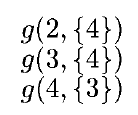 g(2, {4})
g(3, {4})
g(4, {3})